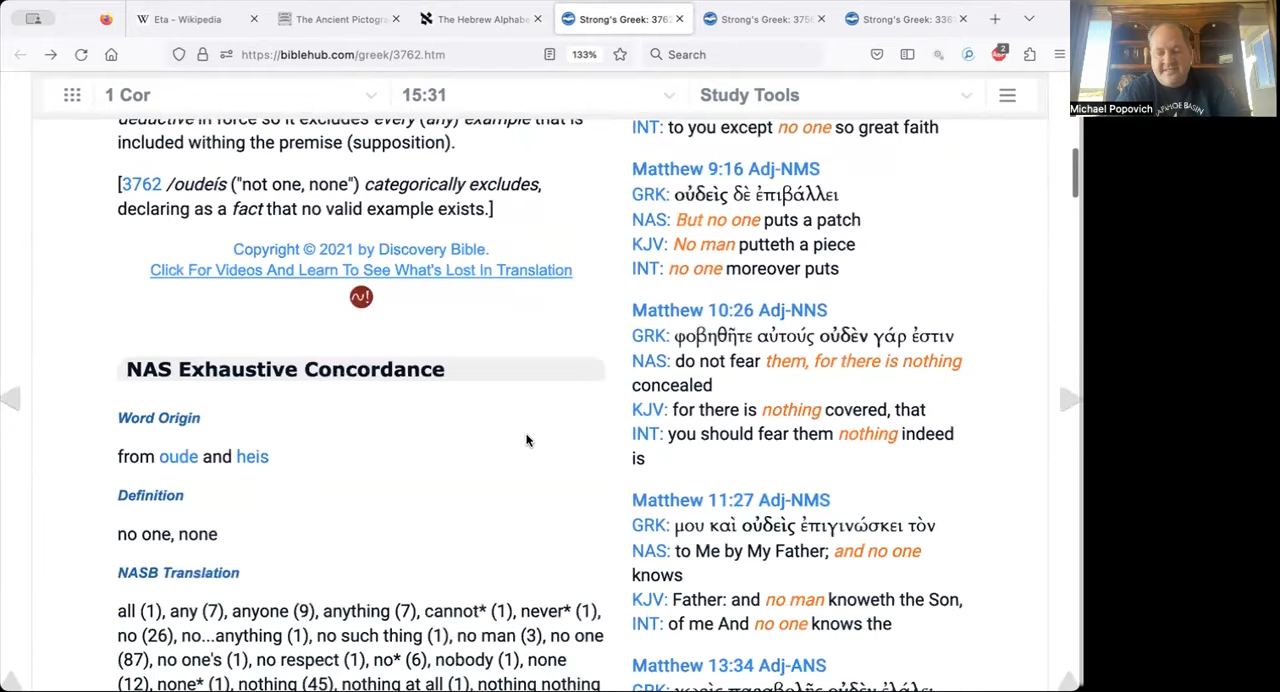 Eta - Wikipedia
The Ancient Pictogra
The Hebrew Alphabe
Strong's Greek: 3762
Strong's Greek: 3756
Strong's Greek: 336
https://biblehub.com/greek/3762.htm
133%
Search
2
Michael Popovich
1 Cor
15:31
Study Tools
deductive in force so it excludes every (any) example that is
included withing the premise (supposition).
[3762 /oudeís ("not one, none") categorically excludes,
declaring as a fact that no valid example exists.]
Copyright © 2021 by Discovery Bible.
Click For Videos And Learn To See What's Lost In Translation
NAS Exhaustive Concordance
Word Origin
from oude and heis
Definition
no one, none
NASB Translation
all (1), any (7), anyone (9), anything (7), cannot* (1), never* (1),
no (26), no...anything (1), no such thing (1), no man (3), no one
(87), no one's (1), no respect (1), no* (6), nobody (1), none
(12), none* (1), nothing (45), nothing at all (1), nothing nothing
INT: to you except no one so great faith
Matthew 9:16 Adj-NMS
GRK: οὐδεὶς δὲ ἐπιβάλλει
NAS: But no one puts a patch
KJV: No man putteth a piece
INT: no one moreover puts
Matthew 10:26 Adj-NNS
GRK: φοβηθῆτε αὐτούς οὐδὲν γάρ ἐστιν
NAS: do not fear them, for there is nothing
concealed
KJV: for there is nothing covered, that
INT: you should fear them nothing indeed
is
Matthew 11:27 Adj-NMS
GRK: μου καὶ οὐδεὶς ἐπιγινώσκει τὸν
NAS: to Me by My Father; and no one
knows
KJV: Father: and no man knoweth the Son,
INT: of me And no one knows the
Matthew 13:34 Adj-ANS
GRK: χωρὶς παραβολῆς οὐδὲν ἐλάλει